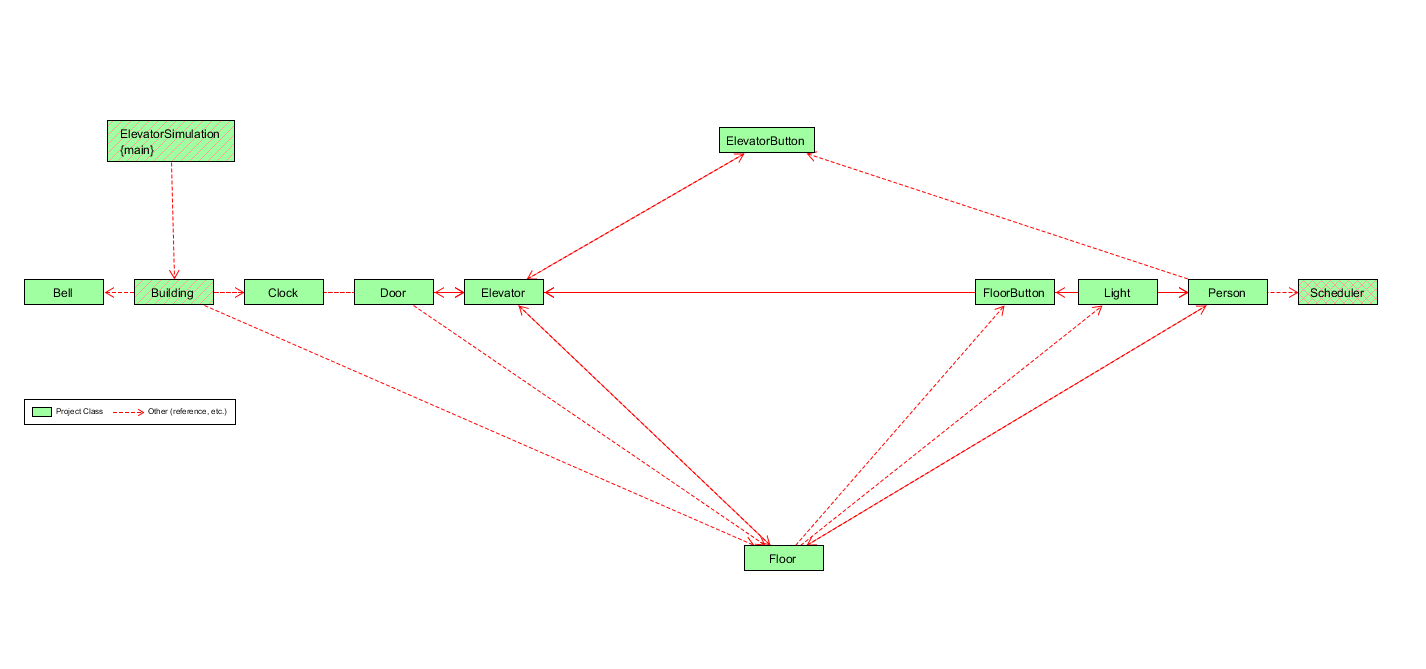 ElevatorSimulation
{main}
ElevatorButton
Bell
Building
Clock
Door
Elevator
FloorButton
Light
Person
Scheduler
Project Class
Other (reference, etc.)
Floor